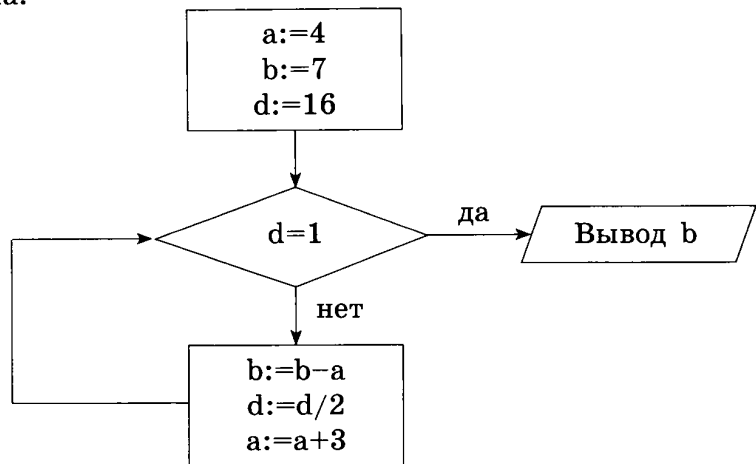 a:=4
b:=7
d:=16
d=1
да
Вывод b
нет
b:=b−a
d:=d/2
a:=a+3